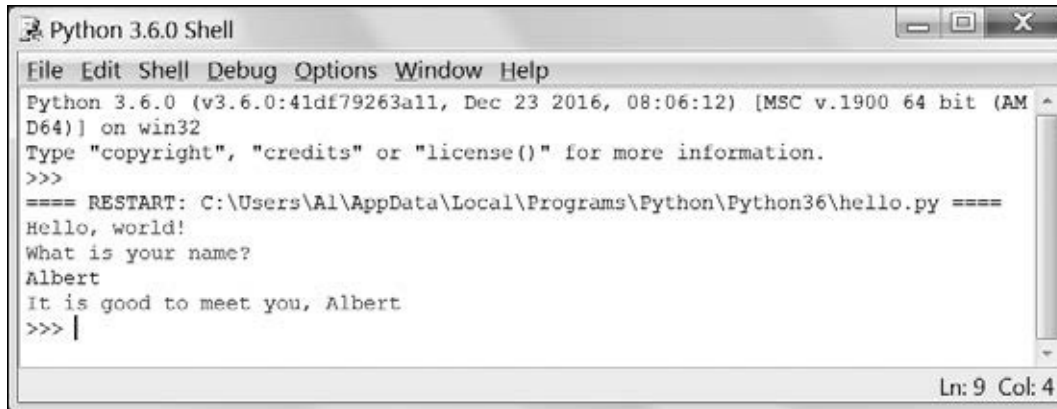 Python 3.6.0 Shell
File Edit Shell Debug Options Window Help
Python 3.6.0 (v3.6.0:41df79263a11, Dec 23 2016, 08:06:12) [MSC v.1900 64 bit (AM
D64)] on win32
Type "copyright", "credits" or "license()" for more information.
>>>
==== RESTART: C:\Users\Al\AppData\Local\Programs\Python\Python36\hello.py ====
Hello, world!
What is your name?
Albert
It is good to meet you, Albert
>>>
Ln: 9 Col: 4